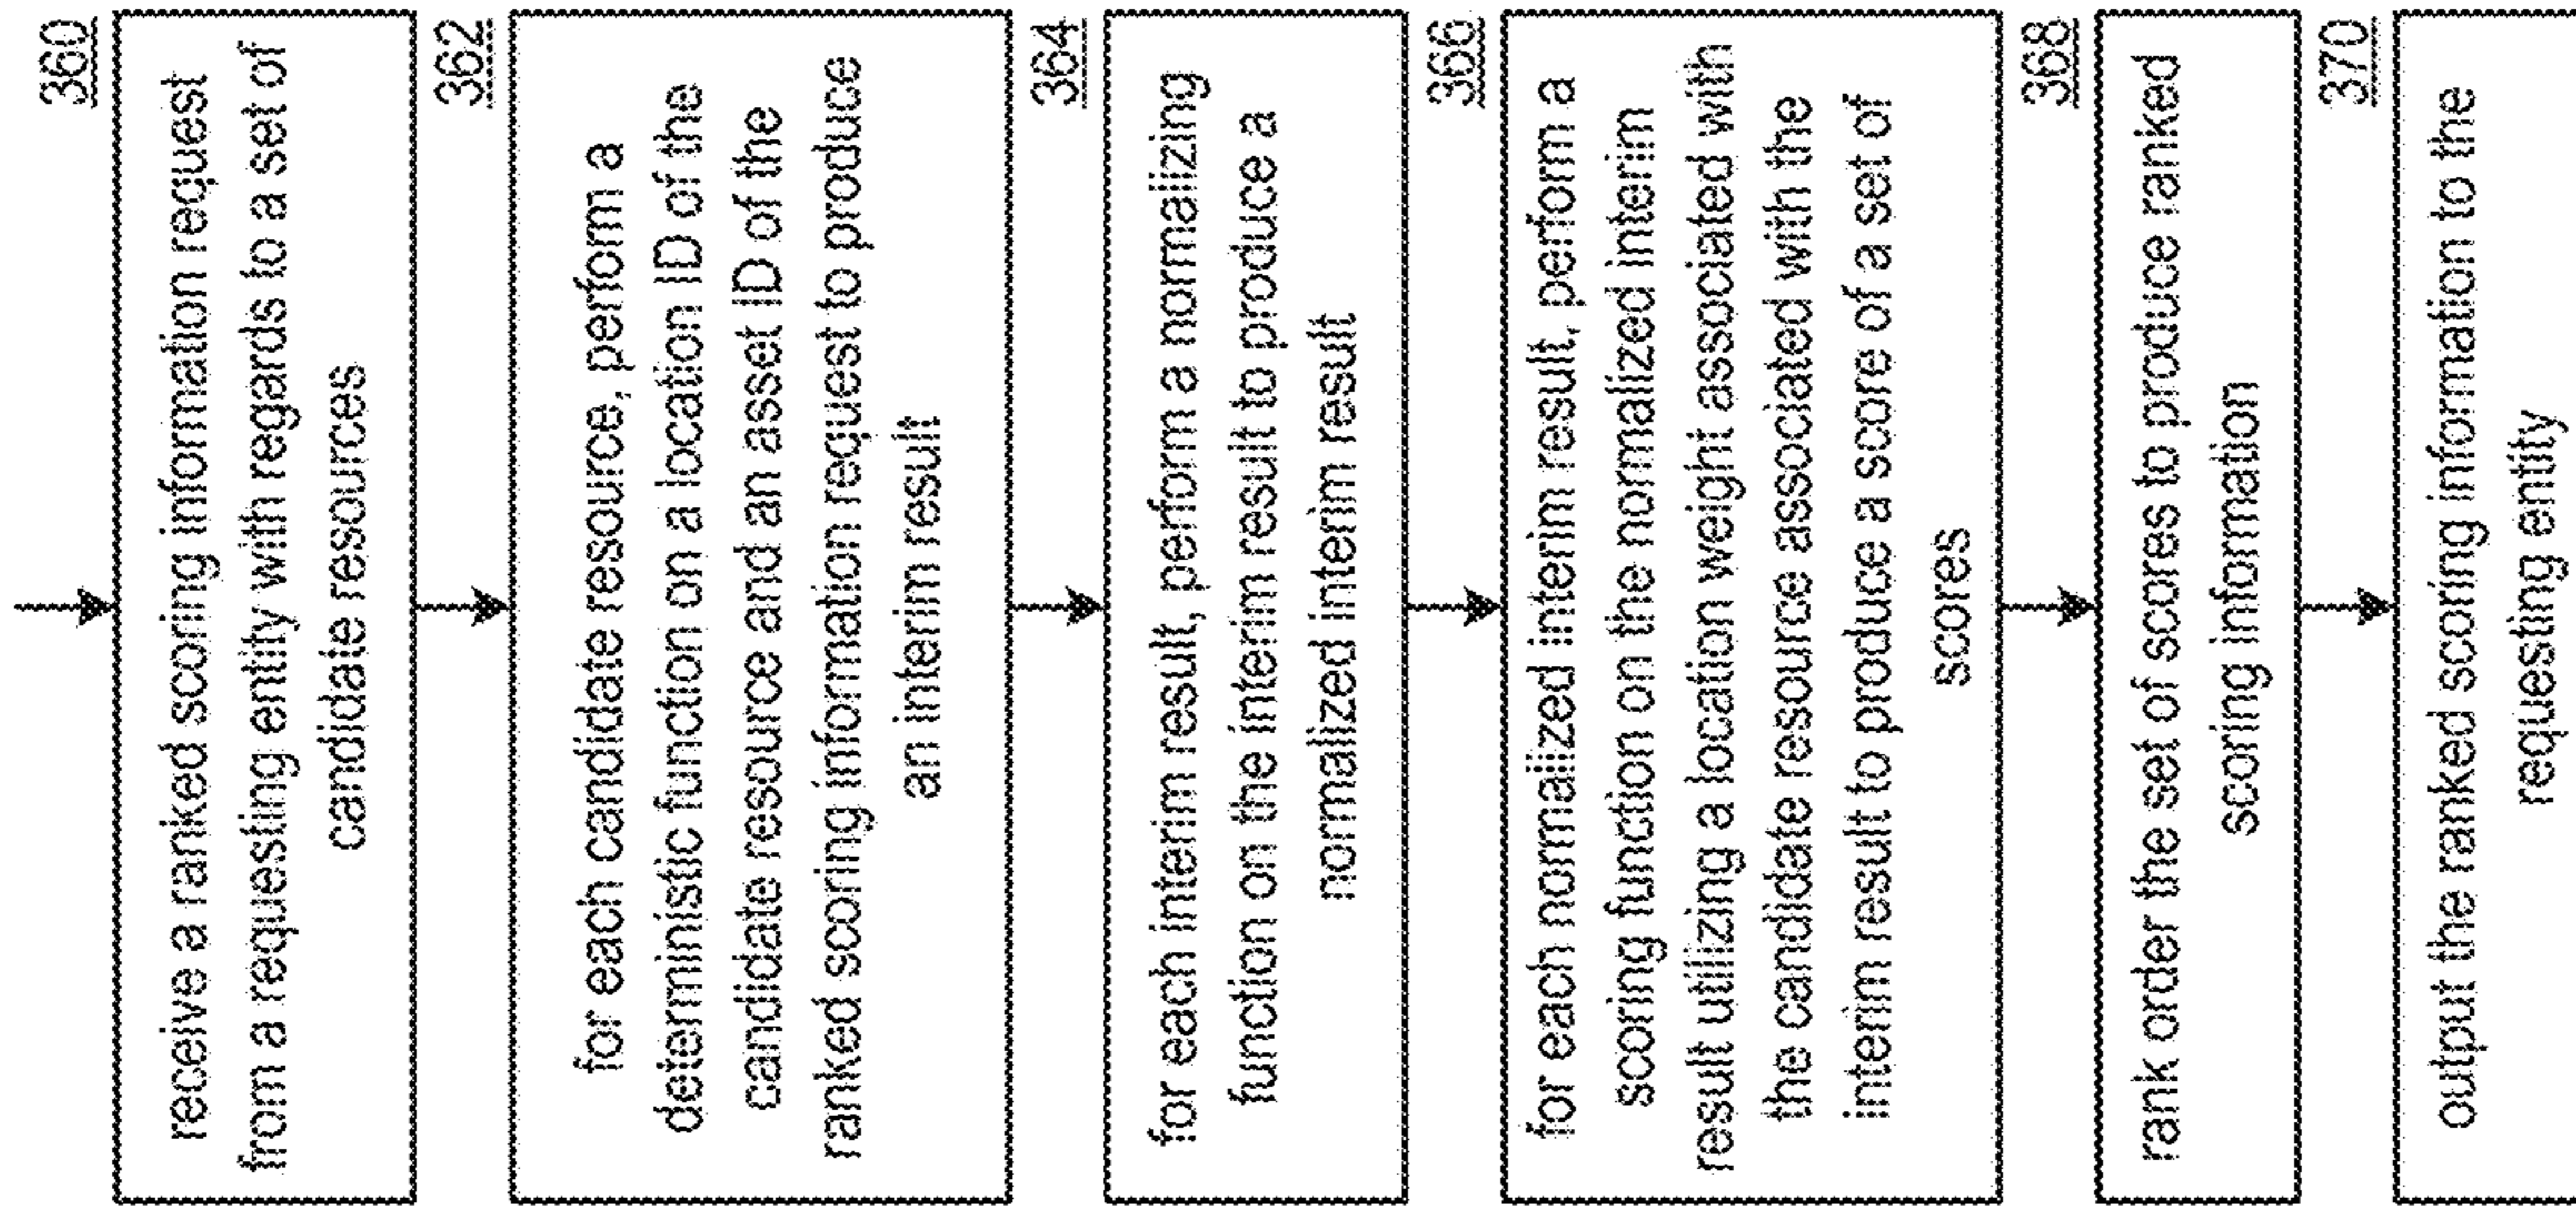 360
receive a ranked scoring information request
from a requesting entity with regards to a set of
candidate resources
362
for each candidate resource, perform a
deterministic function on a location ID of the
candidate resource and an asset ID of the
ranked scoring information request to produce
an interim result
364
for each interim result, perform a normalizing
function on the interim result to produce a
normalized interim result
366
for each normalized interim result, perform a
scoring function on the normalized interim
result utilizing a location weight associated with
the candidate resource associated with the
interim result to produce a score of a set of
scores
368
rank order the set of scores to produce ranked
scoring information
370
output the ranked scoring information to the
requesting entity